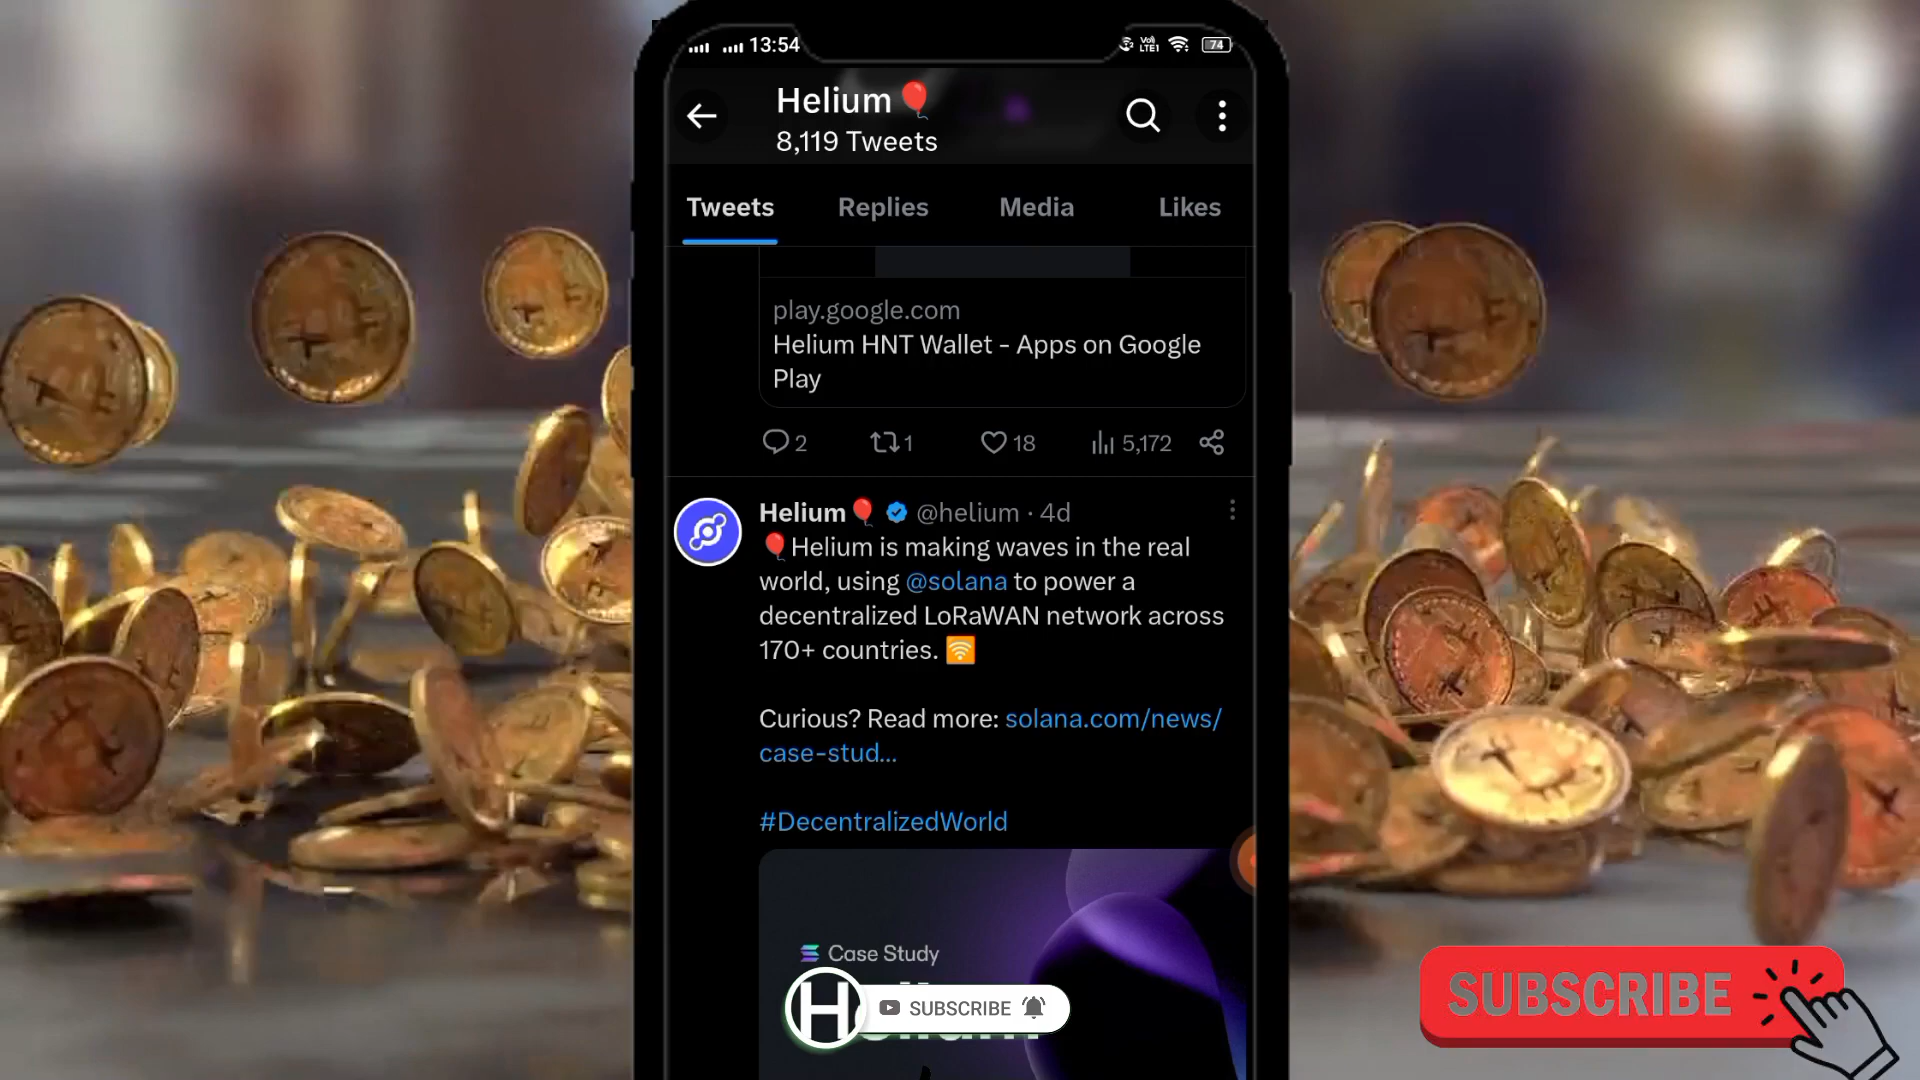 13:54
Vo)
LTE1
74
Helium🎈
8,119 Tweets
Tweets
Replies
Media
Likes
play.google.com
Helium HNT Wallet - Apps on Google
Play
2
1
18
5,172
Helium🎈 @helium · 4d
🎈Helium is making waves in the real
world, using @solana to power a
decentralized LoRaWAN network across
170+ countries. 🛜
Curious? Read more: solana.com/news/
case-stud...
#DecentralizedWorld
Case Study
H
SUBSCRIBE
SUBSCRIBE